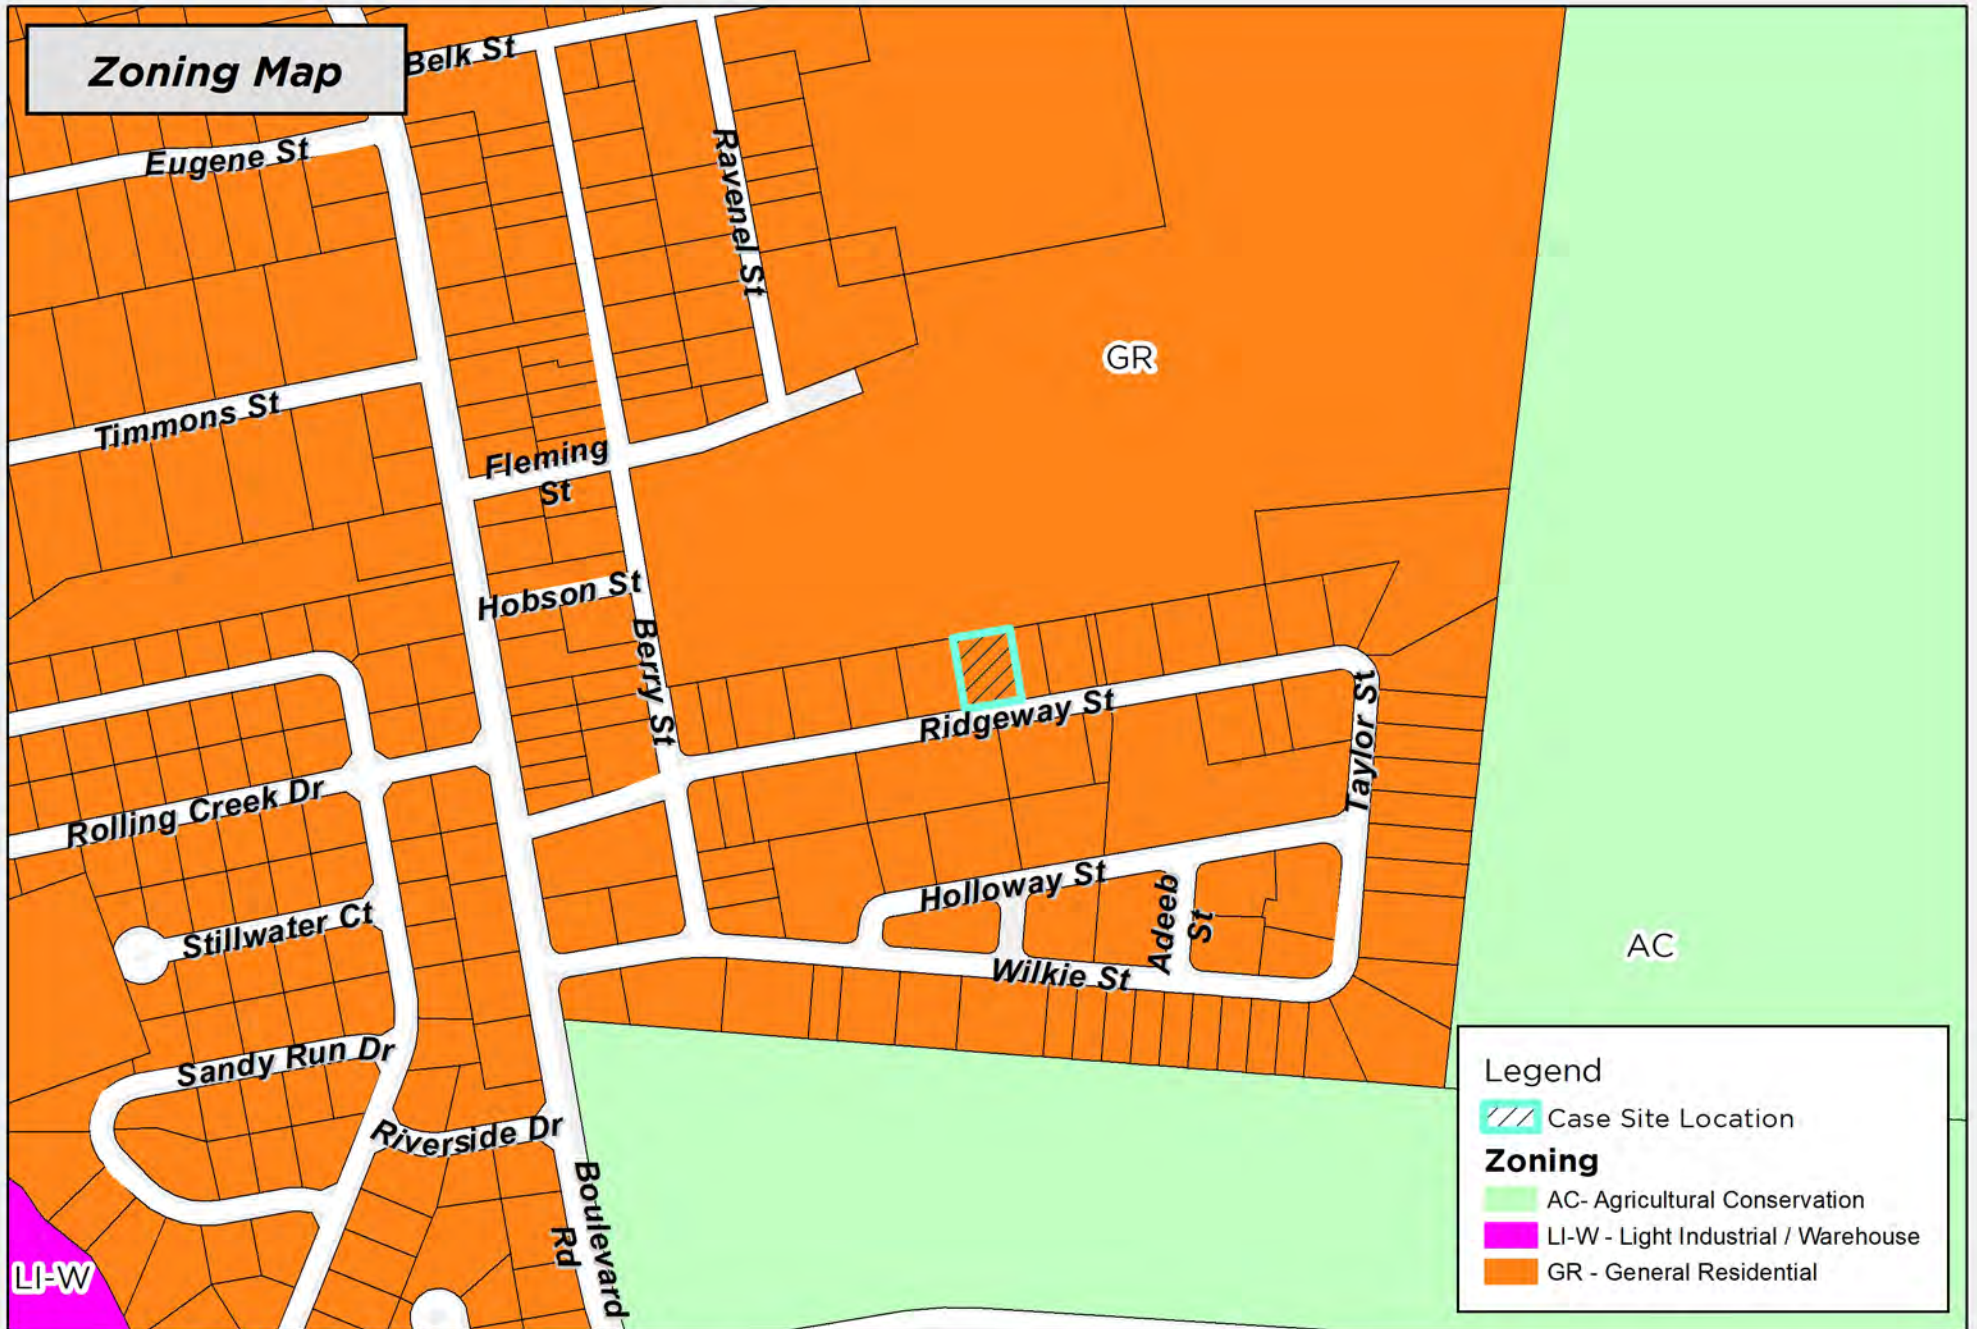 Zoning Map
Belk St
Eugene St
Ravenel St
GR
Timmons St
Fleming
St
Hobson St
Berry St
Ridgeway St
Taylor St
Rolling Creek Dr
Holloway St
Adeeb
St
Stillwater Ct
Wilkie St
AC
Sandy Run Dr
Riverside Dr
Boulevard
Rd
LI-W
Legend
Case Site Location
Zoning
AC- Agricultural Conservation
LI-W - Light Industrial / Warehouse
GR - General Residential